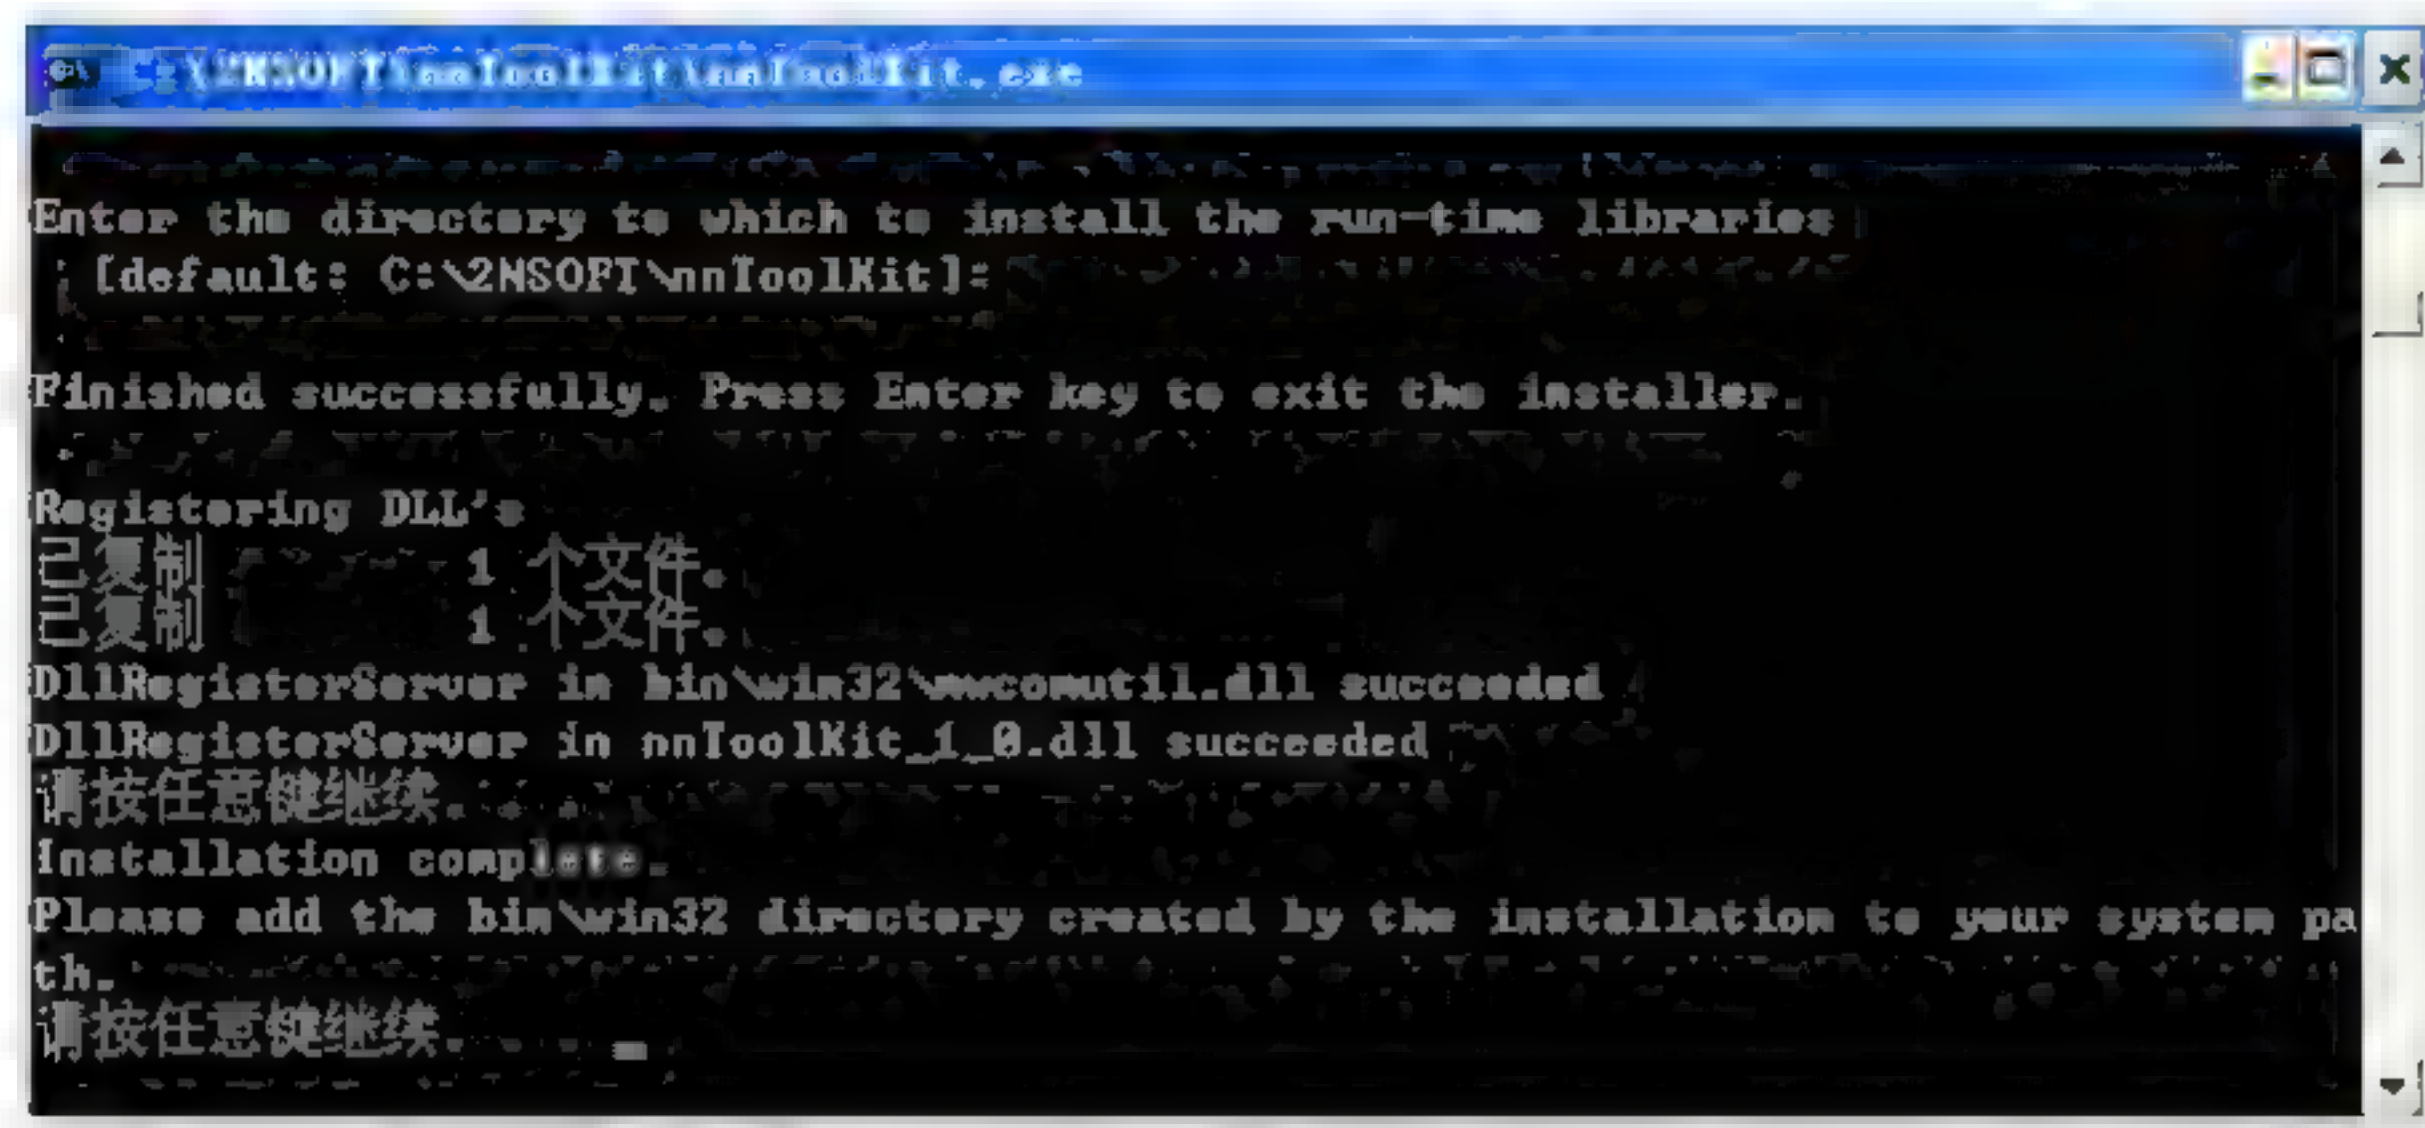 C:\2NSOFT\nnToolKit\nnToolKit.exe
Enter the directory to which to install the run-time libraries
[default: C:\2NSOFT\nnToolKit]:
Finished successfully. Press Enter key to exit the installer.
Registering DLL's
已复制 1 个文件。
已复制 1 个文件。
DllRegisterServer in bin\win32\mwcomutil.dll succeeded
DllRegisterServer in nnToolKit_1_0.dll succeeded
请按任意键继续. . .
Installation complete.
Please add the bin\win32 directory created by the installation to your system pa
th.
请按任意键继续. . .